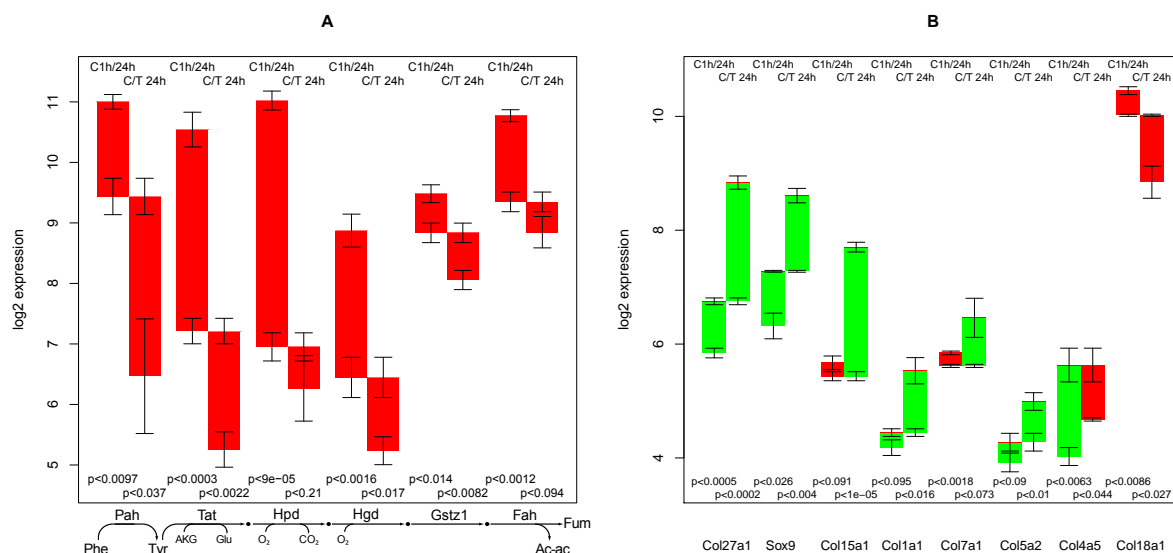 A
B
C1h/24h C1h/24h C1h/24h C1h/24h C1h/24h C1h/24h
C/T 24h C/T 24h C/T 24h C/T 24h C/T 24h C/T 24h
C1h/24h C1h/24h C1h/24h C1h/24h C1h/24h C1h/24h C1h/24h C1h/24h
C/T 24h C/T 24h C/T 24h C/T 24h C/T 24h C/T 24h C/T 24h C/T 24h
log2 expression
11
10
9
8
7
6
5
log2 expression
10
8
6
4
p<0.0097 p<0.0003 p<9e−05 p<0.0016 p<0.014 p<0.0012
p<0.037 p<0.0022 p<0.21 p<0.017 p<0.0082 p<0.094
Pah Tat Hpd Hgd Gstz1 Fah
Fum
AKG Glu O₂ CO₂ O₂
Phe Tyr Ac-ac
p<0.0005 p<0.026 p<0.091 p<0.095 p<0.0018 p<0.09 p<0.0063 p<0.0086
p<0.0002 p<0.004 p<1e−05 p<0.016 p<0.073 p<0.01 p<0.044 p<0.027
Col27a1 Sox9 Col15a1 Col1a1 Col7a1 Col5a2 Col4a5 Col18a1